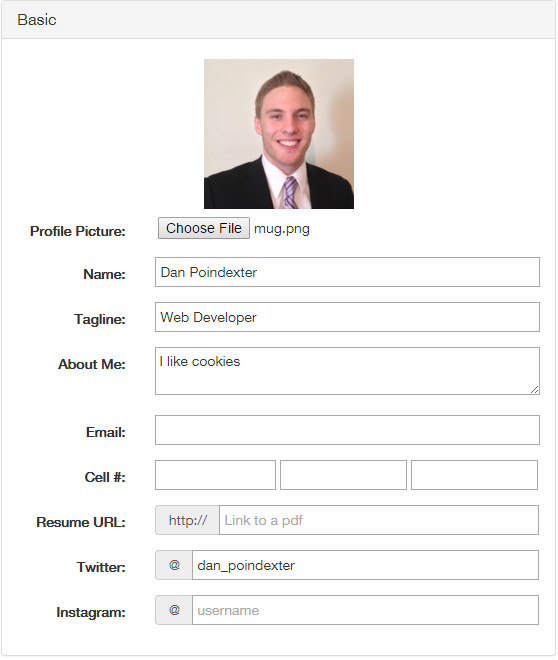 Basic
Profile Picture: Choose File mug.png
Name: Dan Poindexter
Tagline: Web Developer
About Me: I like cookies
Email:
Cell #:
Resume URL: http:// Link to a pdf
Twitter: @ dan_poindexter
Instagram: @ username